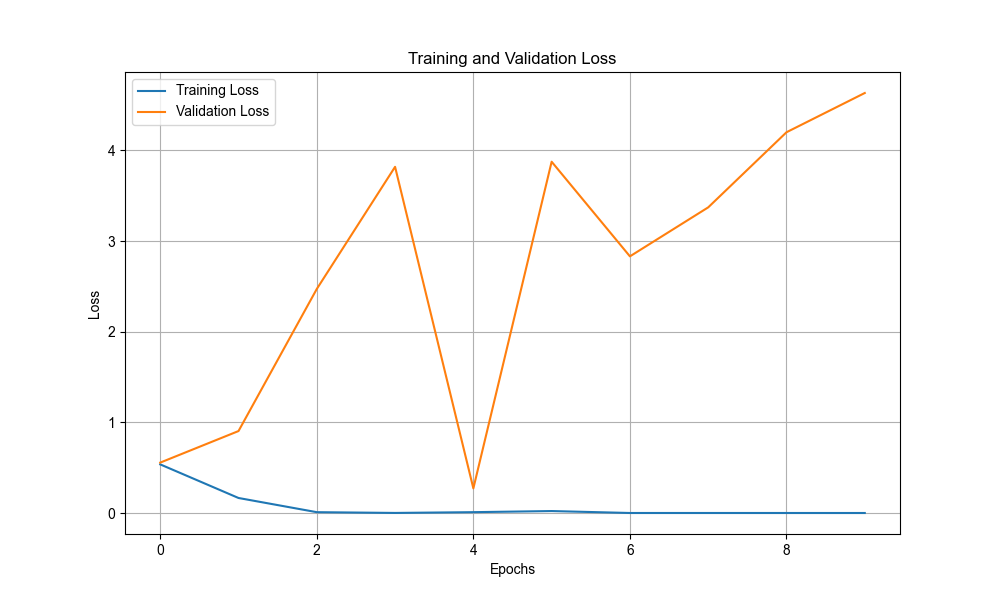 Training and Validation Loss
Training Loss
Validation Loss
4
3
2
1
0
Loss
0 2 4 6 8
Epochs